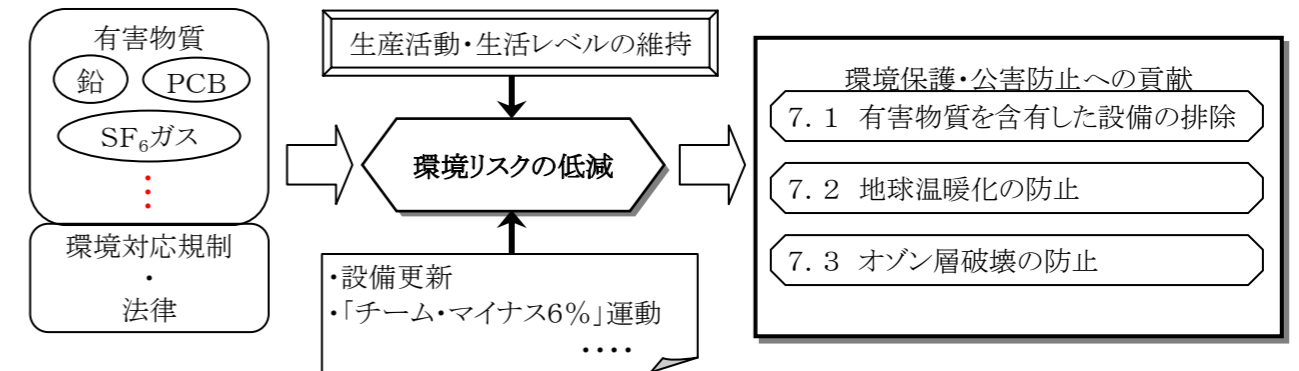 有害物質
鉛
PCB
SF₆ガス
⋮
環境対応規制
・
法律
生産活動・生活レベルの維持
環境リスクの低減
・設備更新
・「チーム・マイナス6%」運動
・・・・
環境保護・公害防止への貢献
7.1 有害物質を含有した設備の排除
7.2 地球温暖化の防止
7.3 オゾン層破壊の防止